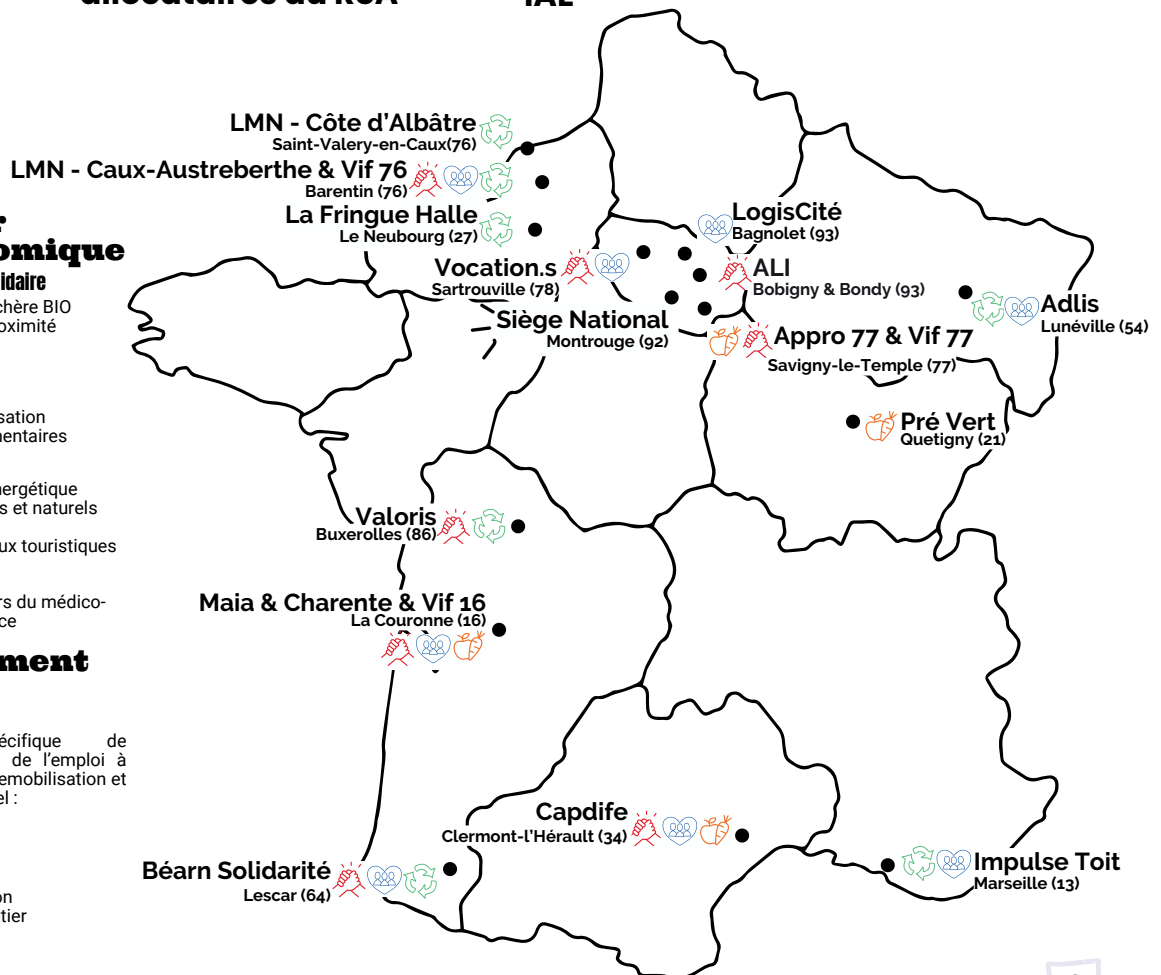 LMN - Côte d'Albâtre
Saint-Valery-en-Caux(76)
LMN - Caux-Austreberthe & Vif 76
Barentin (76)
La Fringue Halle
Le Neubourg (27)
Vocation.s
Sartrouville (78)
Siège National
Montrouge (92)
LogisCité
Bagnolet (93)
ALI
Bobigny & Bondy (93)
Appro 77 & Vif 77
Savigny-le-Temple (77)
Adlis
Lunéville (54)
Pré Vert
Quetigny (21)
Valoris
Buxerolles (86)
Maia & Charente & Vif 16
La Couronne (16)
Capdife
Clermont-l'Hérault (34)
Béarn Solidarité
Lescar (64)
Impulse Toit
Marseille (13)
omique
idaire
chère BIO
oximité
sation
entaires
ergétique
s et naturels
ux touristiques
rs du médico-
ce
ment
écifique de
de l'emploi à
emobilisation et
el :
on
tier